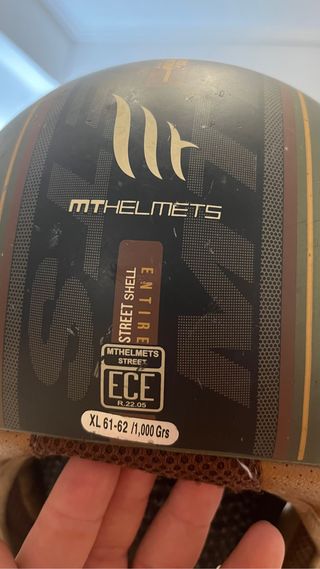 MTHELMETS
ENTIRE
STREET SHELL
MTHELMETS
STREET
ECE
R.22.05
XL 61-62 /1,000 Grs